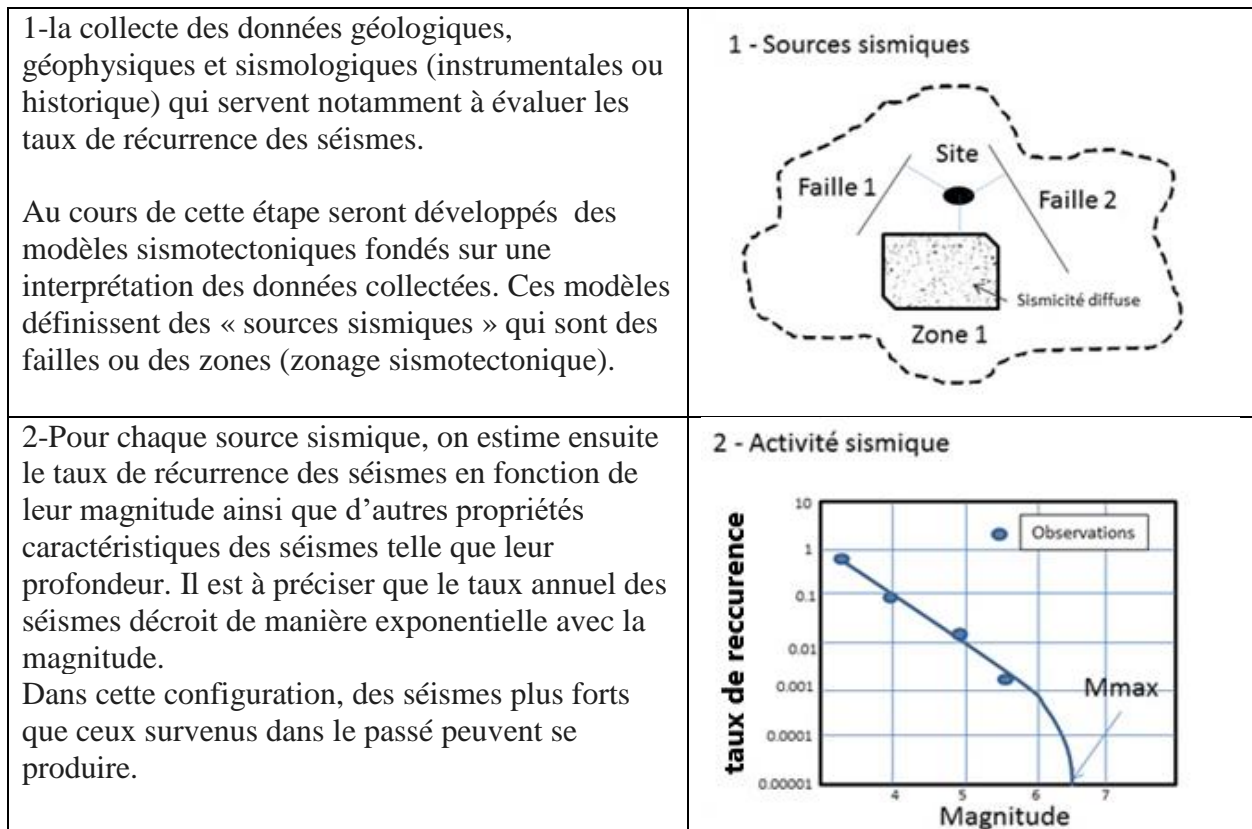 1-la collecte des données géologiques,
géophysiques et sismologiques (instrumentales ou
historique) qui servent notamment à évaluer les
taux de récurrence des séismes.
Au cours de cette étape seront développés des
modèles sismotectoniques fondés sur une
interprétation des données collectées. Ces modèles
définissent des « sources sismiques » qui sont des
failles ou des zones (zonage sismotectonique).
1 - Sources sismiques
Site
Faille 1
Faille 2
Sismicité diffuse
Zone 1
2-Pour chaque source sismique, on estime ensuite
le taux de récurrence des séismes en fonction de
leur magnitude ainsi que d’autres propriétés
caractéristiques des séismes telle que leur
profondeur. Il est à préciser que le taux annuel des
séismes décroit de manière exponentielle avec la
magnitude.
Dans cette configuration, des séismes plus forts
que ceux survenus dans le passé peuvent se
produire.
2 - Activité sismique
taux de reccurence
10
1
0.1
0.01
0.001
0.0001
0.00001
Observations
Mmax
4 5 6 7
Magnitude